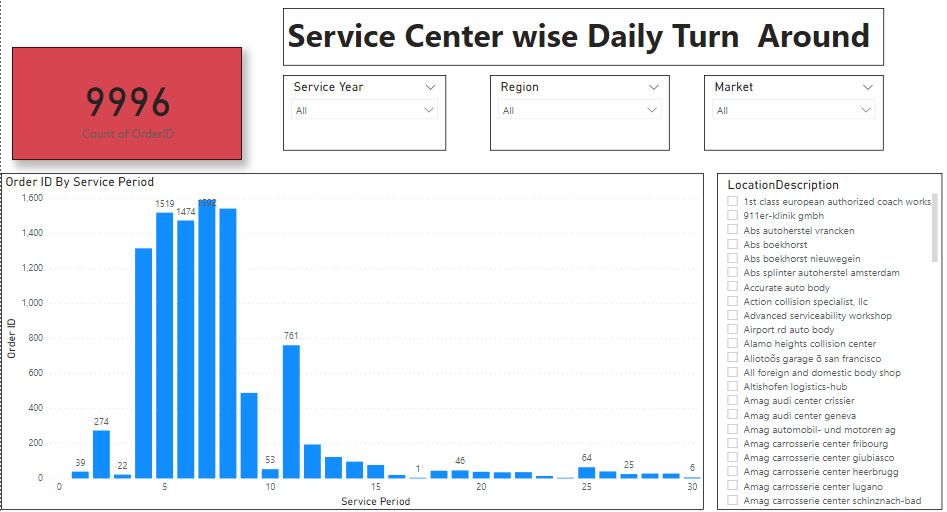 Service Center wise Daily Turn Around
9996
Count of OrderID
Service Year
All
Region
All
Market
All
Order ID By Service Period
Order ID
1,600
1,400
1,200
1,000
800
600
400
200
0
39
274
22
1519
1474
1592
53
761
1
46
64
25
6
0
5
10
15
20
25
30
Service Period
LocationDescription
1st class european authorized coach works
911er-klinik gmbh
Abs autoherstel vrancken
Abs boekhorst
Abs boekhorst nieuwegein
Abs splinter autoherstel amsterdam
Accurate auto body
Action collision specialist, llc
Advanced serviceability workshop
Airport rd auto body
Alamo heights collision center
Aliotoõs garage õ san francisco
All foreign and domestic body shop
Altishofen logistics-hub
Amag audi center crissier
Amag audi center geneva
Amag automobil- und motoren ag
Amag carrosserie center fribourg
Amag carrosserie center giubiasco
Amag carrosserie center heerbrugg
Amag carrosserie center lugano
Amag carrosserie center schinznach-bad